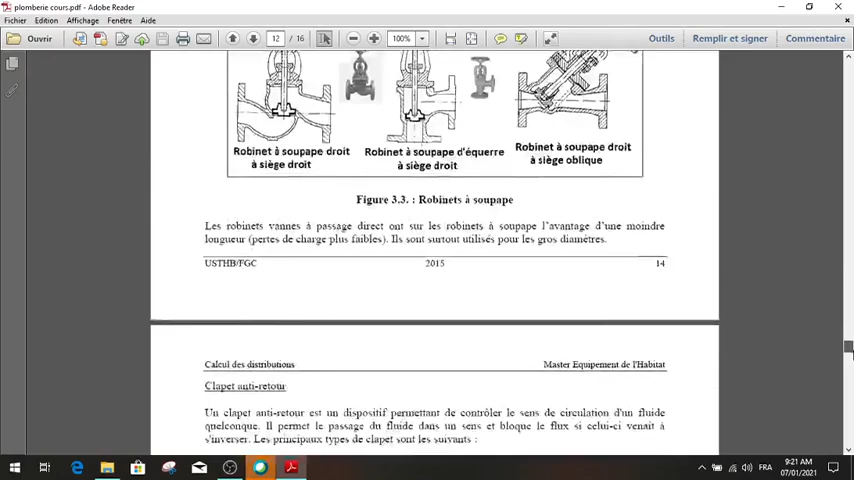 plomberie cours.pdf - Adobe Reader
Fichier Edition Affichage Fenêtre Aide
Ouvrir 12 / 16 100% Outils Remplir et signer Commentaire
Robinet à soupape droit à siège droit
Robinet à soupape d'équerre à siège droit
Robinet à soupape droit à siège oblique
Figure 3.3. : Robinets à soupape
Les robinets vannes à passage direct ont sur les robinets à soupape l'avantage d'une moindre
longueur (pertes de charge plus faibles). Ils sont surtout utilisés pour les gros diamètres.
USTHB/FGC 2015 14
Calcul des distributions Master Equipement de l'Habitat
Clapet anti-retour
Un clapet anti-retour est un dispositif permettant de contrôler le sens de circulation d'un fluide
quelconque. Il permet le passage du fluide dans un sens et bloque le flux si celui-ci venait à
s'inverser. Les principaux types de clapet sont les suivants :
FRA 9:21 AM
07/01/2021